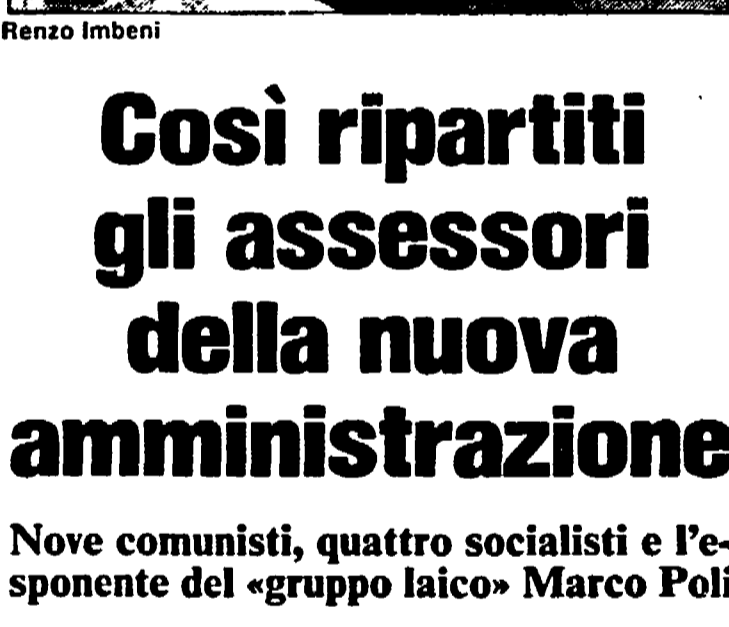 Renzo Imbeni
Così ripartiti
gli assessori
della nuova
amministrazione
Nove comunisti, quattro socialisti e l'e-
sponente del «gruppo laico» Marco Poli